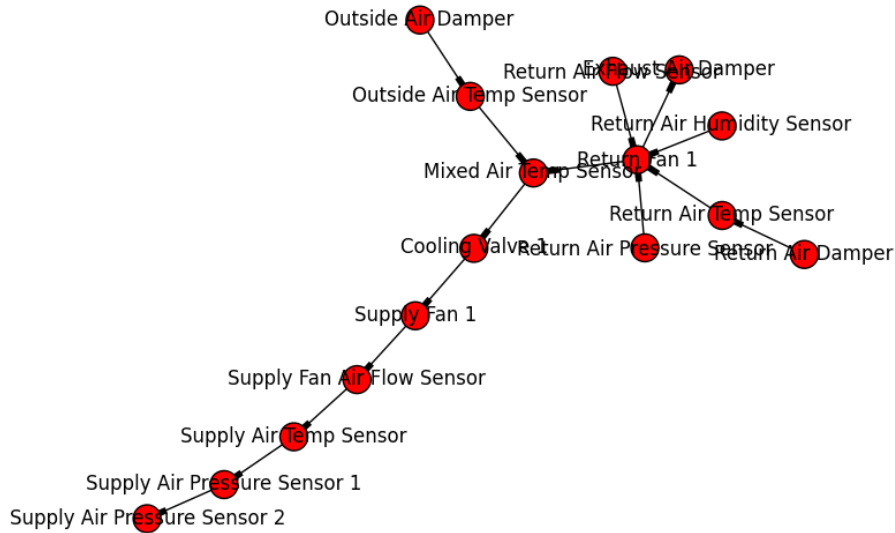 Outside Air Damper
Return Air Flow Sensor
Exhaust Air Damper
Outside Air Temp Sensor
Return Air Humidity Sensor
Return Fan 1
Mixed Air Temp Sensor
Return Air Temp Sensor
Cooling Valve 1
Return Air Pressure Sensor
Return Air Damper
Supply Fan 1
Supply Fan Air Flow Sensor
Supply Air Temp Sensor
Supply Air Pressure Sensor 1
Supply Air Pressure Sensor 2